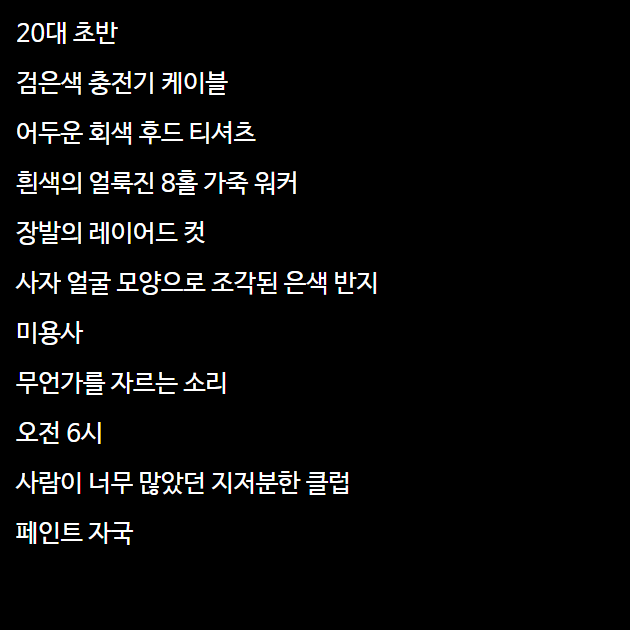 20대 초반
검은색 충전기 케이블
어두운 회색 후드 티셔츠
흰색의 얼룩진 8홀 가죽 워커
장발의 레이어드 컷
사자 얼굴 모양으로 조각된 은색 반지
미용사
무언가를 자르는 소리
오전 6시
사람이 너무 많았던 지저분한 클럽
페인트 자국